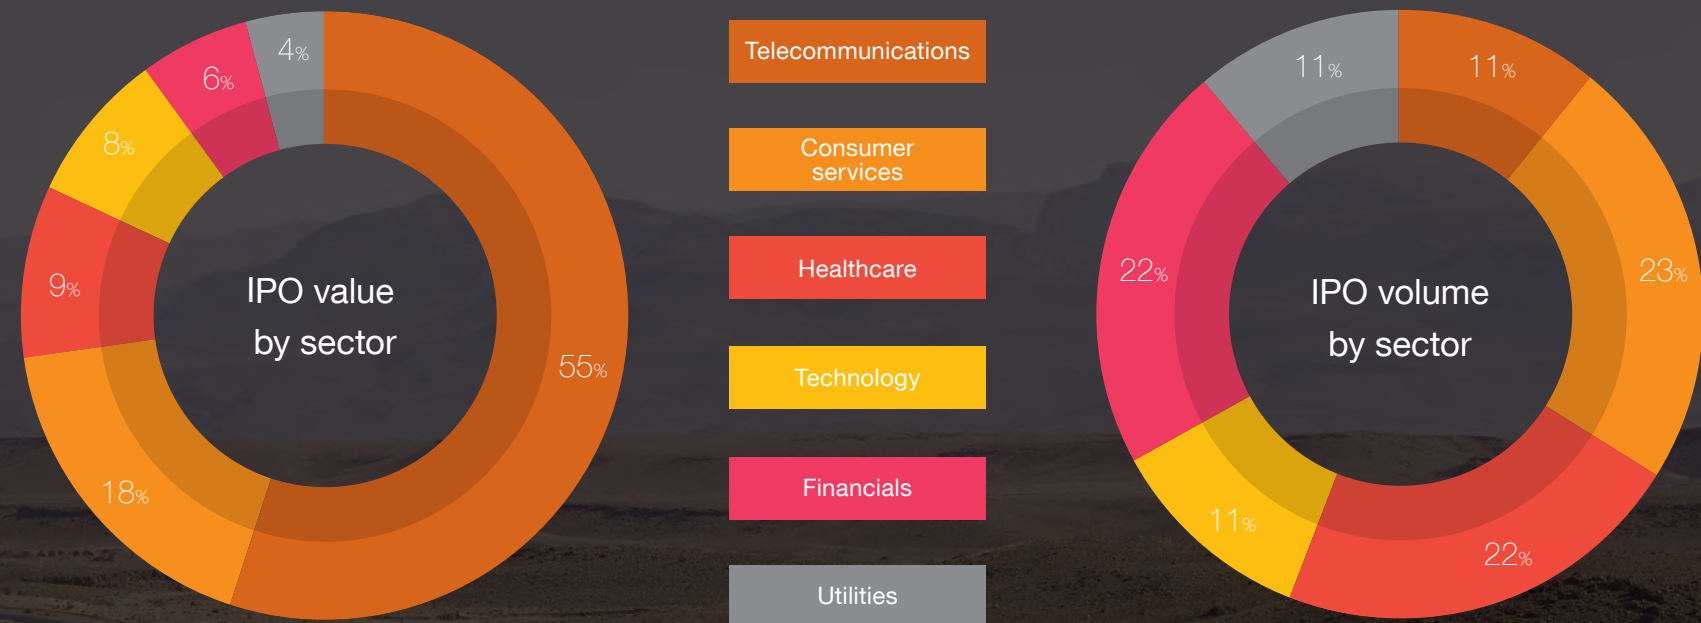 4%
6%
8%
9%
18%
55%
IPO value
by sector
Telecommunications
Consumer
services
Healthcare
Technology
Financials
Utilities
11%
11%
23%
22%
11%
22%
IPO volume
by sector